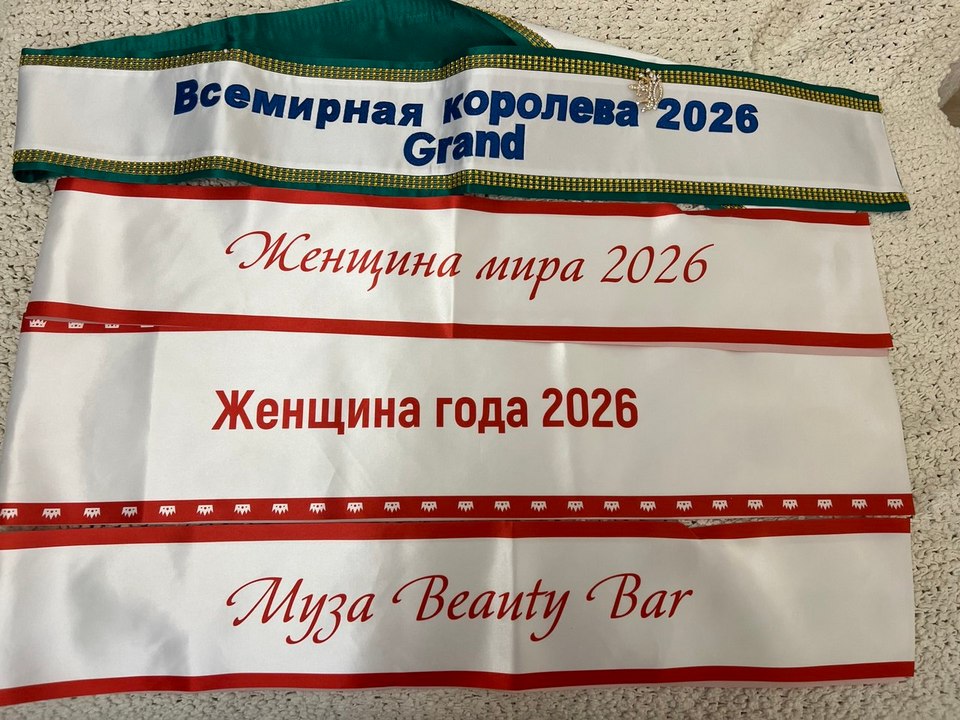 Всемирная королева 2026
Grand
Женщина мира 2026
Женщина года 2026
Муза Beauty Bar